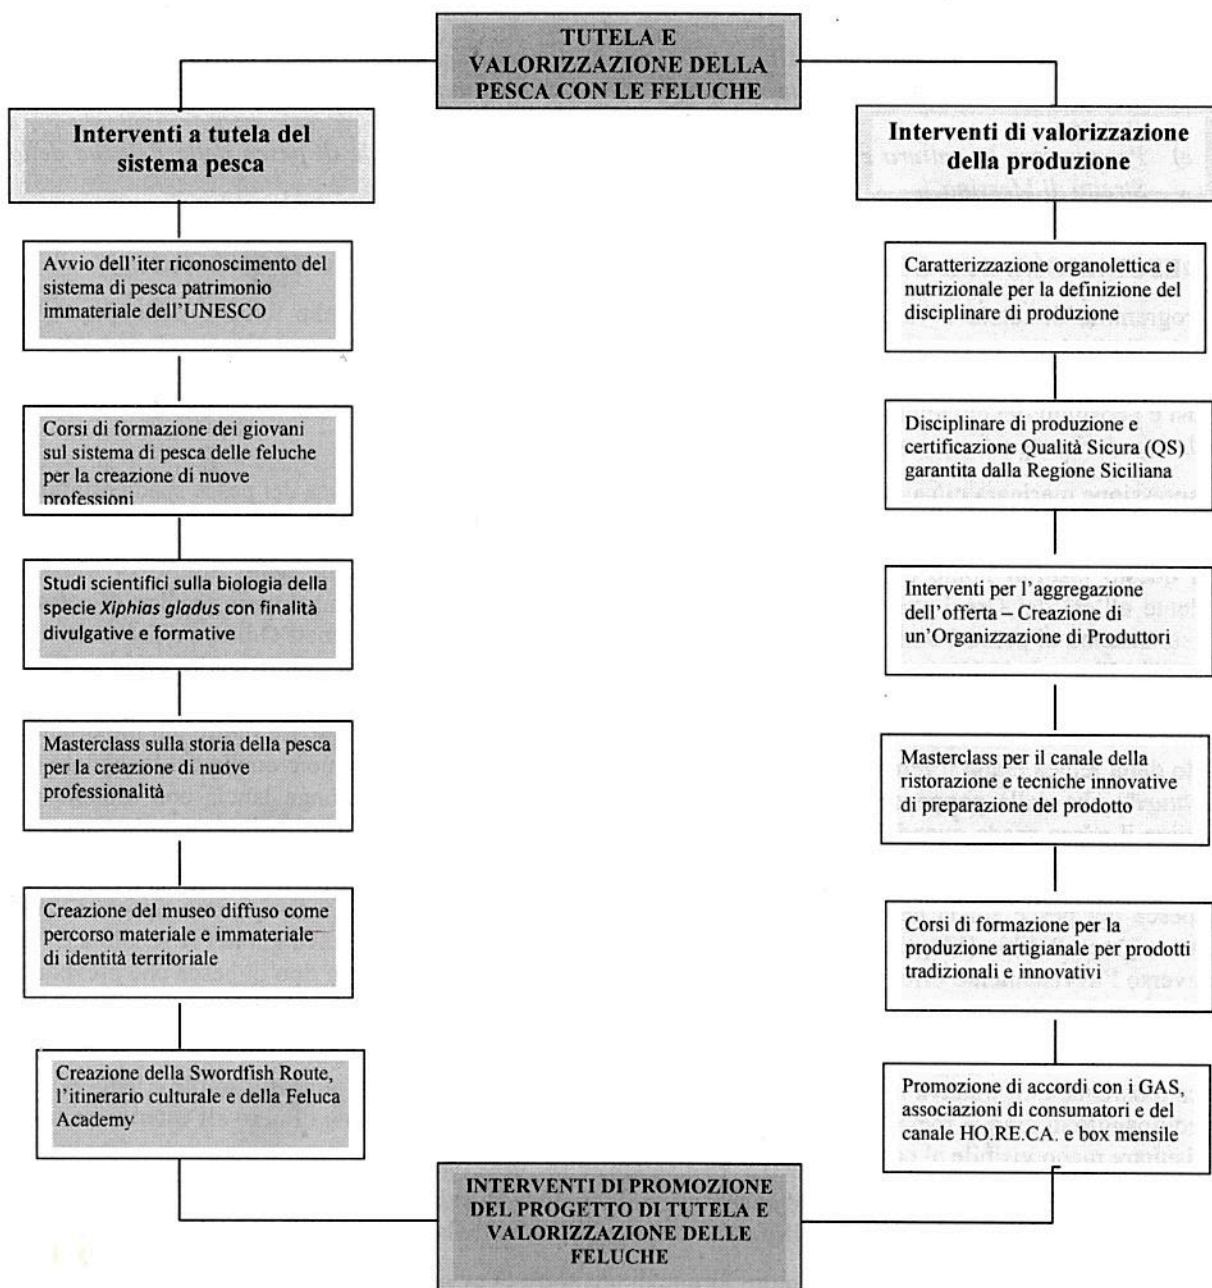 TUTELA E
VALORIZZAZIONE DELLA
PESCA CON LE FELUCHE
Interventi a tutela del
sistema pesca
Avvio dell’iter riconoscimento del
sistema di pesca patrimonio
immateriale dell’UNESCO
Corsi di formazione dei giovani
sul sistema di pesca delle feluche
per la creazione di nuove
professioni
Studi scientifici sulla biologia della
specie Xiphias gladus con finalità
divulgative e formative
Masterclass sulla storia della pesca
per la creazione di nuove
professionalità
Creazione del museo diffuso come
percorso materiale e immateriale
di identità territoriale
Creazione della Swordfish Route,
l’itinerario culturale e della Feluca
Academy
Interventi di valorizzazione
della produzione
Caratterizzazione organolettica e
nutrizionale per la definizione del
disciplinare di produzione
Disciplinare di produzione e
certificazione Qualità Sicura (QS)
garantita dalla Regione Siciliana
Interventi per l’aggregazione
dell’offerta – Creazione di
un’Organizzazione di Produttori
Masterclass per il canale della
ristorazione e tecniche innovative
di preparazione del prodotto
Corsi di formazione per la
produzione artigianale per prodotti
tradizionali e innovativi
Promozione di accordi con i GAS,
associazioni di consumatori e del
canale HO.RE.CA. e box mensile
INTERVENTI DI PROMOZIONE
DEL PROGETTO DI TUTELA E
VALORIZZAZIONE DELLE
FELUCHE